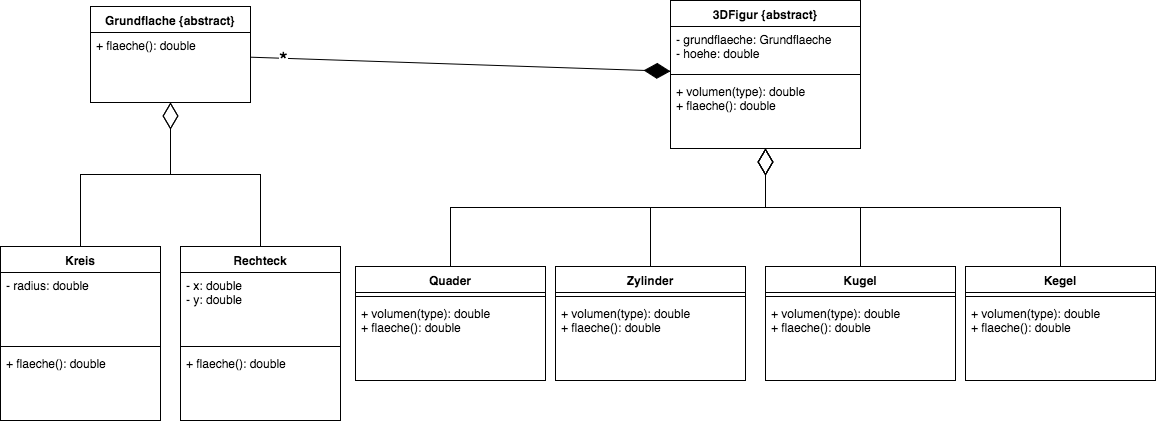 Grundflache {abstract}
+ flaeche(): double
*
3DFigur {abstract}
- grundflaeche: Grundflaeche
- hoehe: double
+ volumen(type): double
+ flaeche(): double
Kreis
- radius: double
+ flaeche(): double
Rechteck
- x: double
- y: double
+ flaeche(): double
Quader
+ volumen(type): double
+ flaeche(): double
Zylinder
+ volumen(type): double
+ flaeche(): double
Kugel
+ volumen(type): double
+ flaeche(): double
Kegel
+ volumen(type): double
+ flaeche(): double